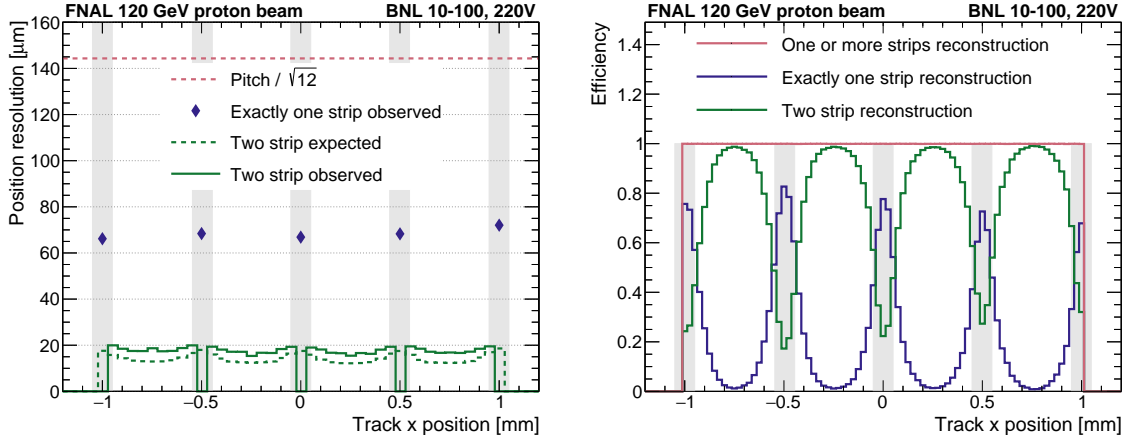 FNAL 120 GeV proton beam BNL 10-100, 220V
Position resolution [μm]
160
140
120
100
80
60
40
20
0
Pitch / √12
Exactly one strip observed
Two strip expected
Two strip observed
−1 −0.5 0 0.5 1
Track x position [mm]
FNAL 120 GeV proton beam BNL 10-100, 220V
Efficiency
1.4
1.2
1
0.8
0.6
0.4
0.2
0
One or more strips reconstruction
Exactly one strip reconstruction
Two strip reconstruction
−1 −0.5 0 0.5 1
Track x position [mm]